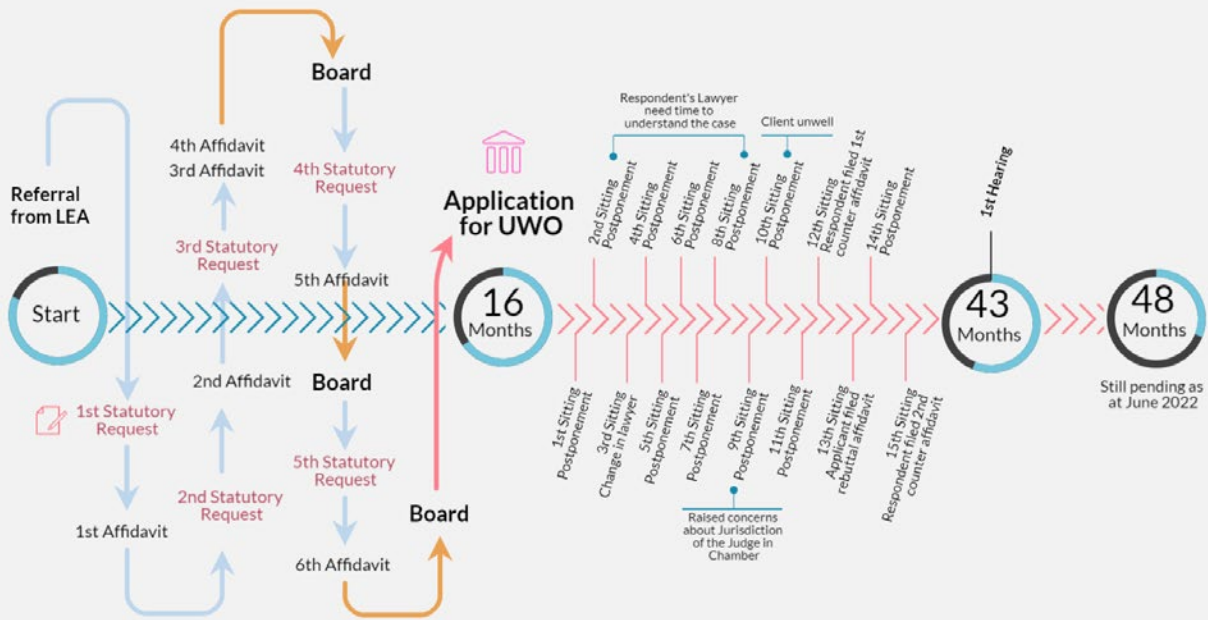 Referral
from LEA
Start
1st Statutory
Request
1st Affidavit
2nd Statutory
Request
2nd Affidavit
3rd Statutory
Request
4th Affidavit
3rd Affidavit
Board
4th Statutory
Request
5th Affidavit
Board
5th Statutory
Request
6th Affidavit
Board
Application
for UWO
16
Months
1st Sitting
Postponement
2nd Sitting
Postponement
3rd Sitting
Change in lawyer
4th Sitting
Postponement
5th Sitting
Postponement
6th Sitting
Postponement
7th Sitting
Postponement
8th Sitting
Postponement
Respondent's Lawyer
need time to
understand the case
9th Sitting
Postponement
Raised concerns
about Jurisdiction
of the Judge in
Chamber
10th Sitting
Postponement
Client unwell
11th Sitting
Postponement
12th Sitting
Respondent filed 1st
counter affidavit
13th Sitting
Applicant filed
rebuttal affidavit
14th Sitting
Postponement
15th Sitting
Respondent filed 2nd
counter affidavit
1st Hearing
43
Months
48
Months
Still pending as
at June 2022